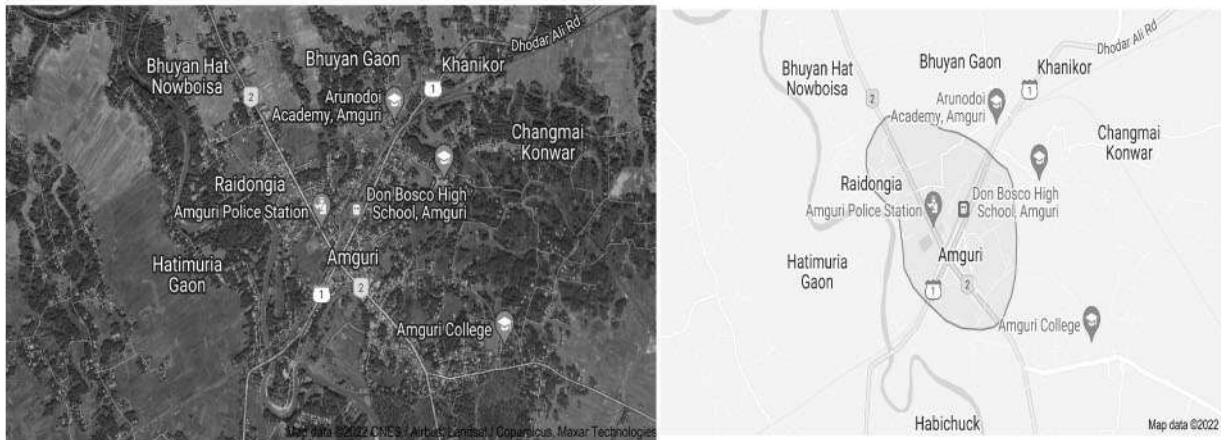 Dhodar Ali Rd
Bhuyan Gaon
Khanikor
Bhuyan Hat
Nowboisa
2
1
Arunodoi
Academy, Amguri
Changmai
Konwar
Raidongia
Amguri Police Station
Don Bosco High
School, Amguri
Amguri
Hatimuria
Gaon
1
2
Amguri College
Map data ©2022 CNES / Airbus, Landsat / Copernicus, Maxar Technologies
Dhodar Ali Rd
Bhuyan Gaon
Khanikor
Bhuyan Hat
Nowboisa
2
1
Arunodoi
Academy, Amguri
Changmai
Konwar
Raidongia
Amguri Police Station
Don Bosco High
School, Amguri
Amguri
Hatimuria
Gaon
1
2
Amguri College
Habichuck
Map data ©2022